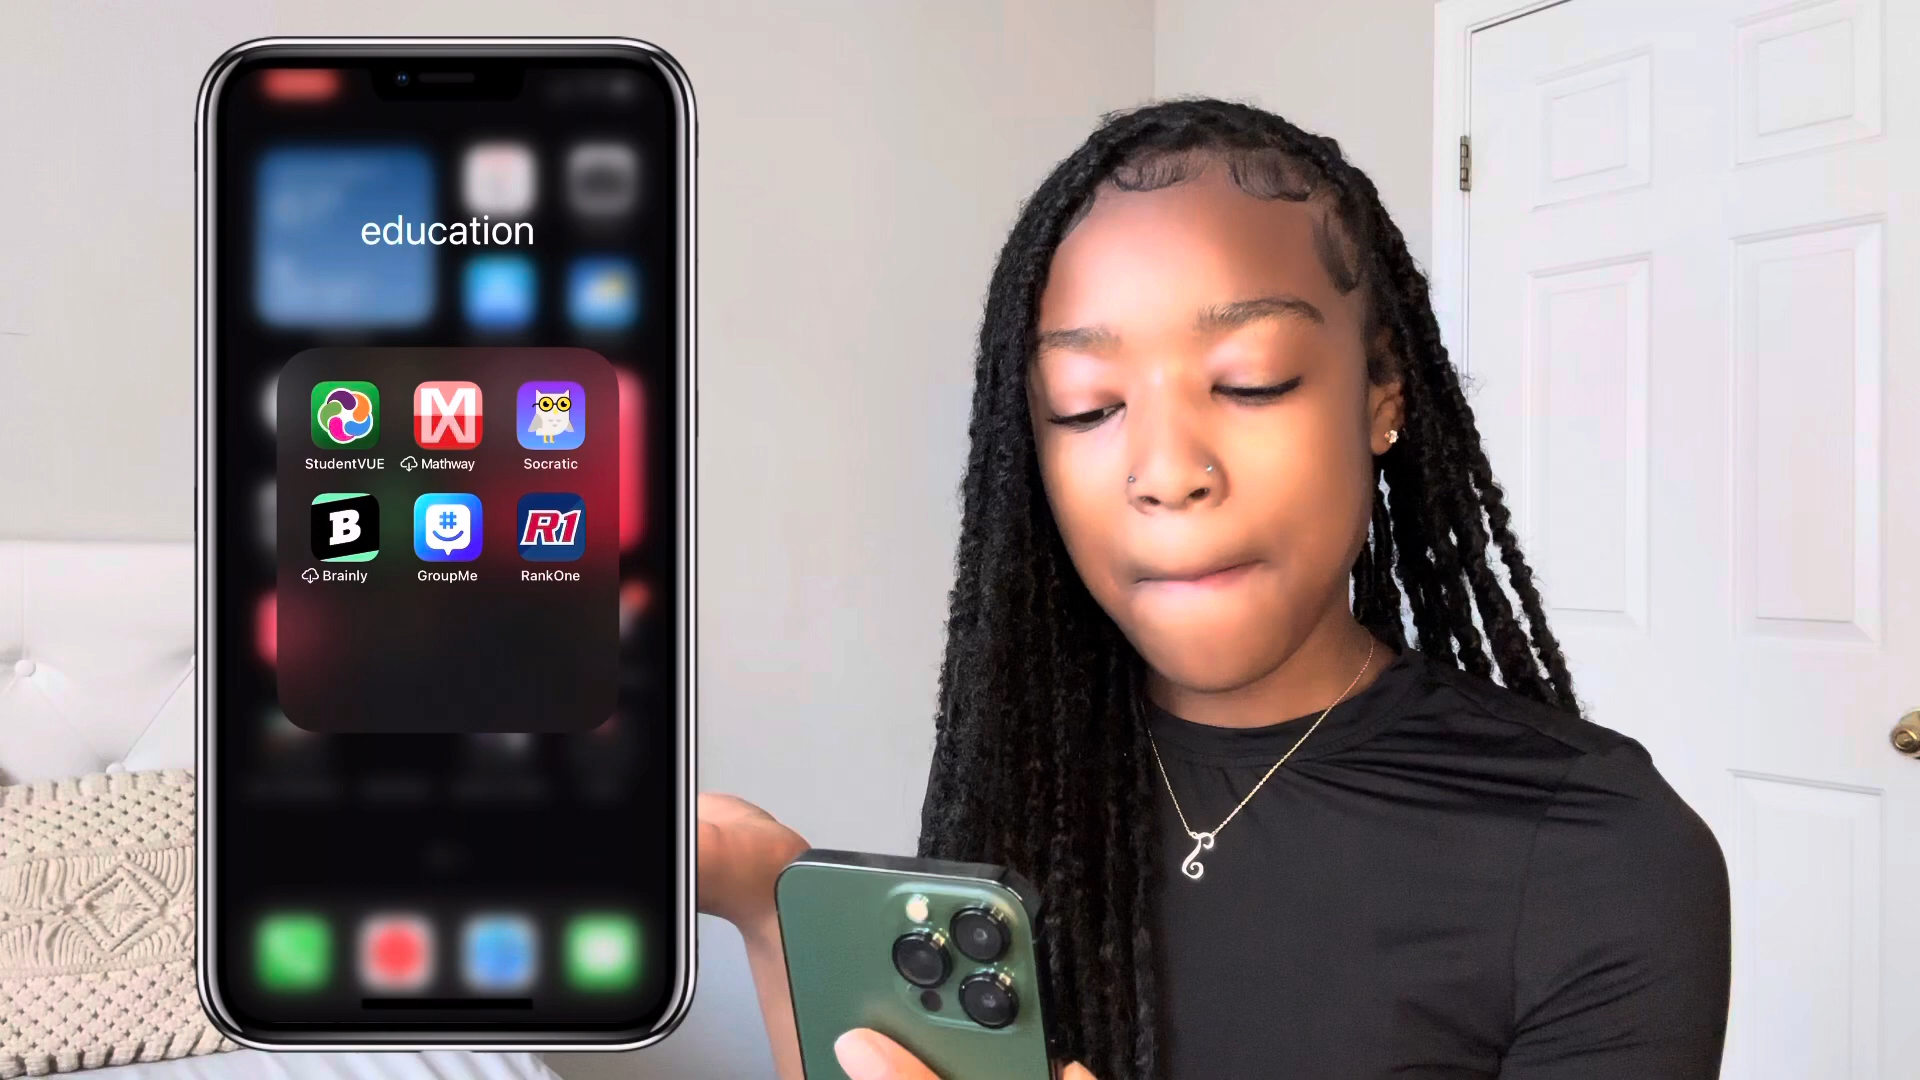 education
StudentVUE
Mathway
Socratic
B
Brainly
#
GroupMe
R1
RankOne